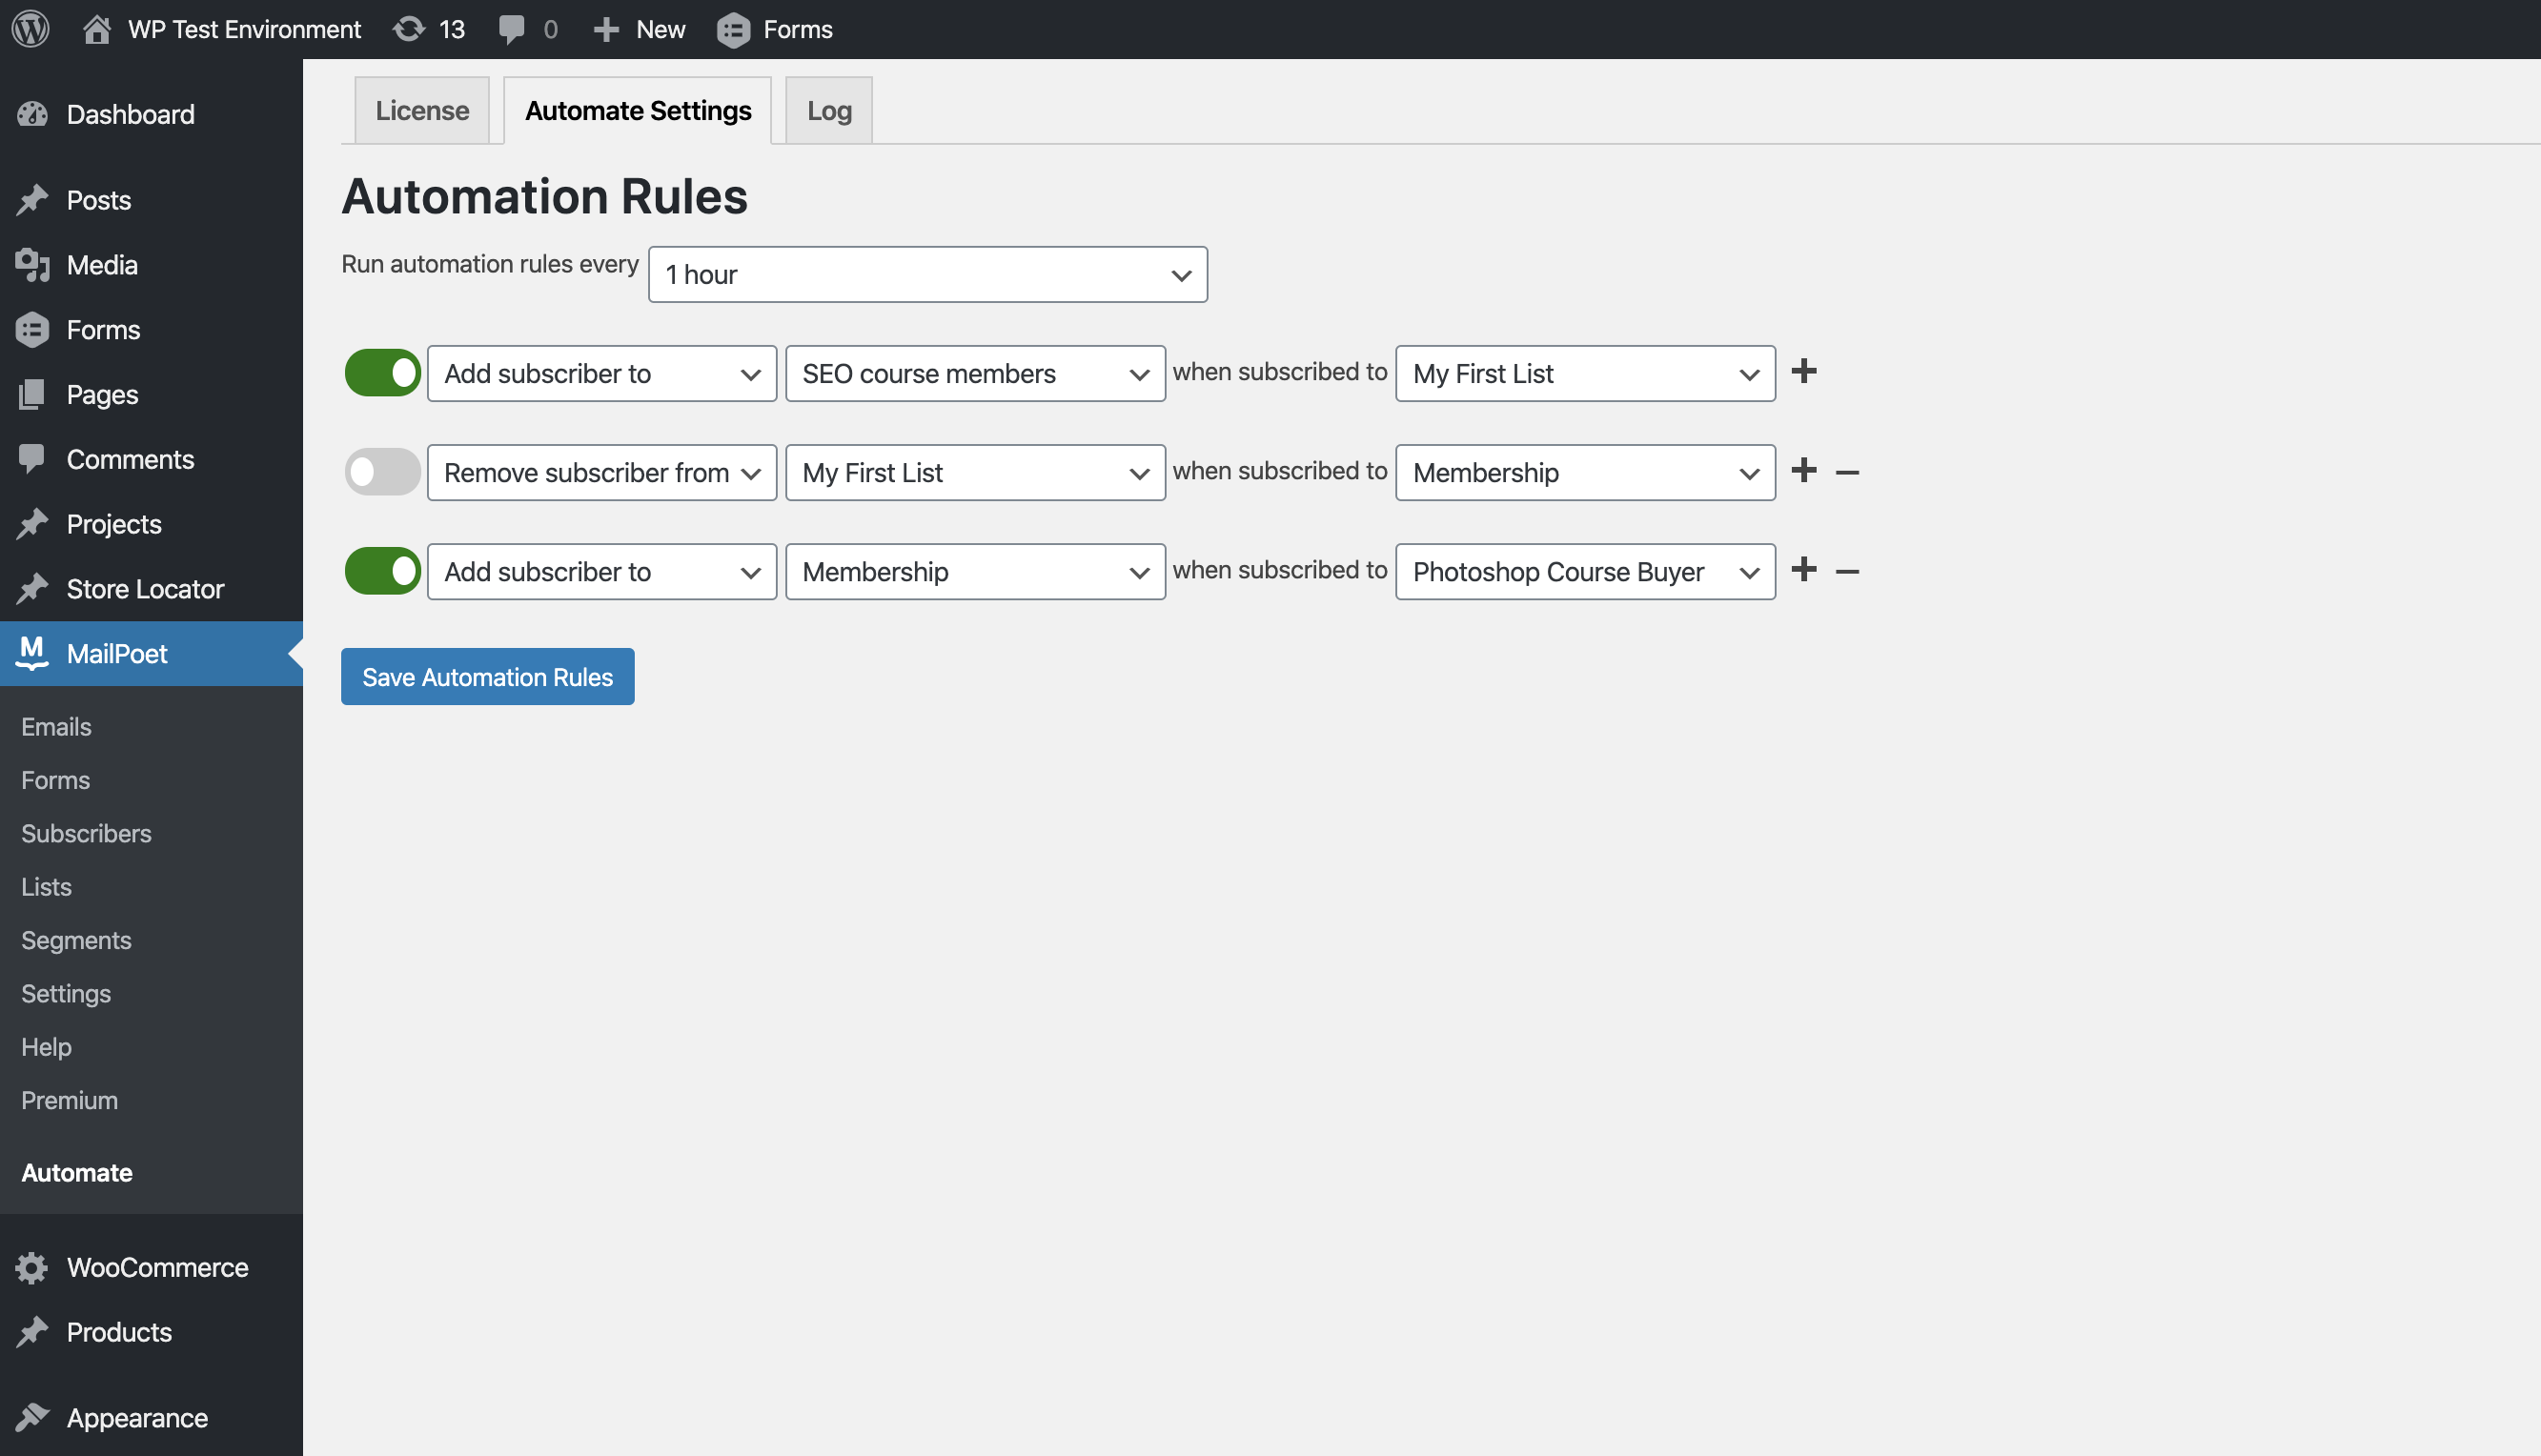 WP Test Environment 13 0 New Forms
Dashboard
Posts
Media
Forms
Pages
Comments
Projects
Store Locator
MailPoet
Emails
Forms
Subscribers
Lists
Segments
Settings
Help
Premium
Automate
WooCommerce
Products
Appearance
License Automate Settings Log
Automation Rules
Run automation rules every 1 hour
Add subscriber to SEO course members when subscribed to My First List
Remove subscriber from My First List when subscribed to Membership
Add subscriber to Membership when subscribed to Photoshop Course Buyer
Save Automation Rules